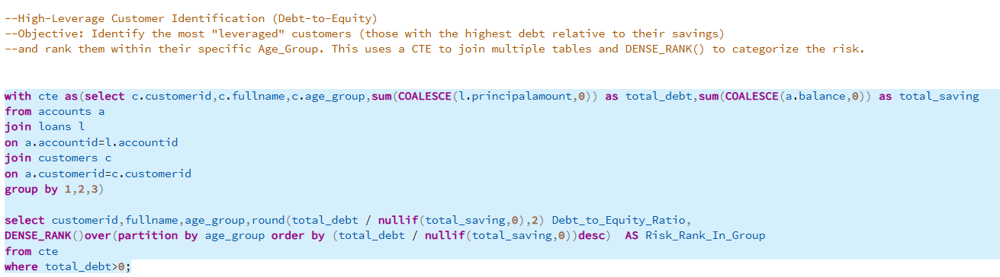 --High-Leverage Customer Identification (Debt-to-Equity)
--Objective: Identify the most "leveraged" customers (those with the highest debt relative to their savings)
--and rank them within their specific Age_Group. This uses a CTE to join multiple tables and DENSE_RANK() to categorize the risk.
with cte as(select c.customerid,c.fullname,c.age_group,sum(COALESCE(l.principalamount,0)) as total_debt,sum(COALESCE(a.balance,0)) as total_saving
from accounts a
join loans l
on a.accountid=l.accountid
join customers c
on a.customerid=c.customerid
group by 1,2,3)
select customerid,fullname,age_group,round(total_debt / nullif(total_saving,0),2) Debt_to_Equity_Ratio,
DENSE_RANK()over(partition by age_group order by (total_debt / nullif(total_saving,0))desc)  AS Risk_Rank_In_Group
from cte
where total_debt>0;